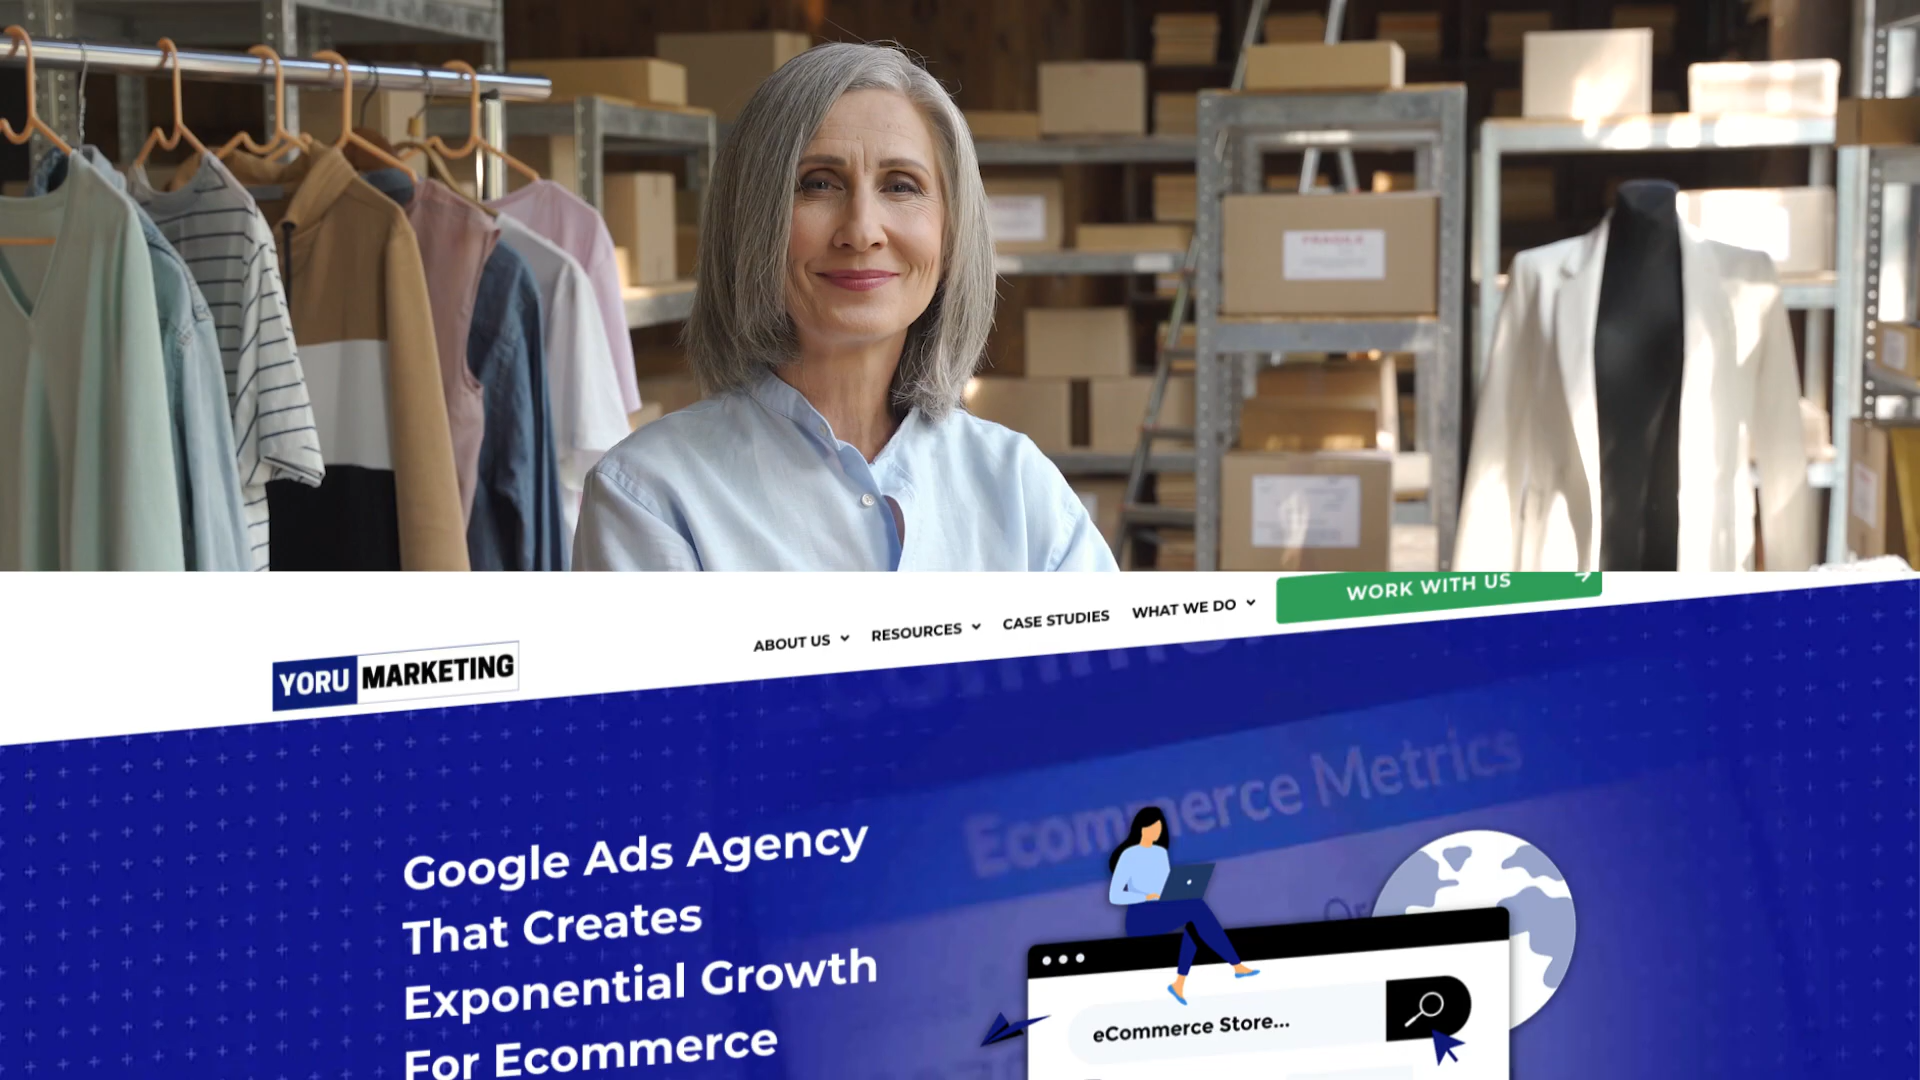 FRAGILE
WORK WITH US
ABOUT US
RESOURCES
CASE STUDIES
WHAT WE DO
YORU MARKETING
Ecommerce Metrics
Google Ads Agency
That Creates
Exponential Growth
For Ecommerce
eCommerce Store...